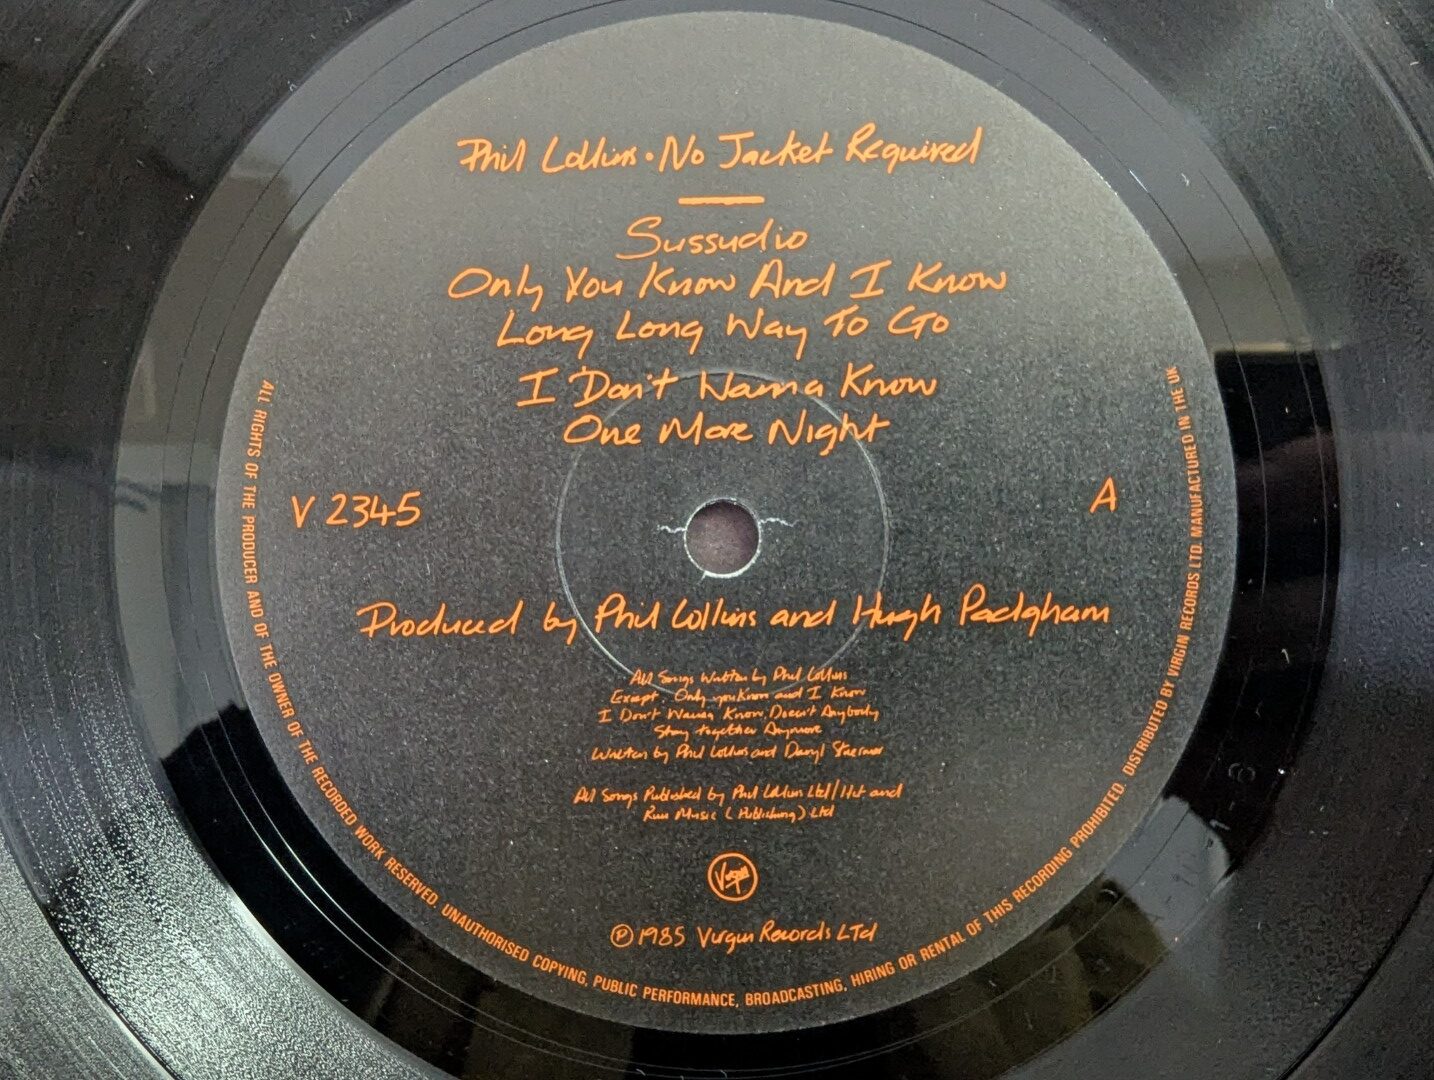 Phil Collins • No Jacket Required
Sussudio
Only You Know And I Know
Long Long Way To Go
I Don't Wanna Know
One More Night
V 2345
A
Produced by Phil Collins and Hugh Padgham
All Songs Written by Phil Collins
Except: Only you Know and I Know
I Don't Wanna Know, Doesn't Anybody
Stay together Anymore
Written by Phil Collins and Daryl Stuermer
All Songs Published by Phil Collins Ltd/Hit and
Run Music (Publishing) Ltd
Virgin
Ⓟ 1985 Virgin Records LTd
ALL RIGHTS OF THE PRODUCER AND OF THE OWNER OF THE RECORDED WORK RESERVED. UNAUTHORISED COPYING, PUBLIC PERFORMANCE, BROADCASTING, HIRING OR RENTAL OF THIS RECORDING PROHIBITED. DISTRIBUTED BY VIRGIN RECORDS LTD. MANUFACTURED IN THE UK